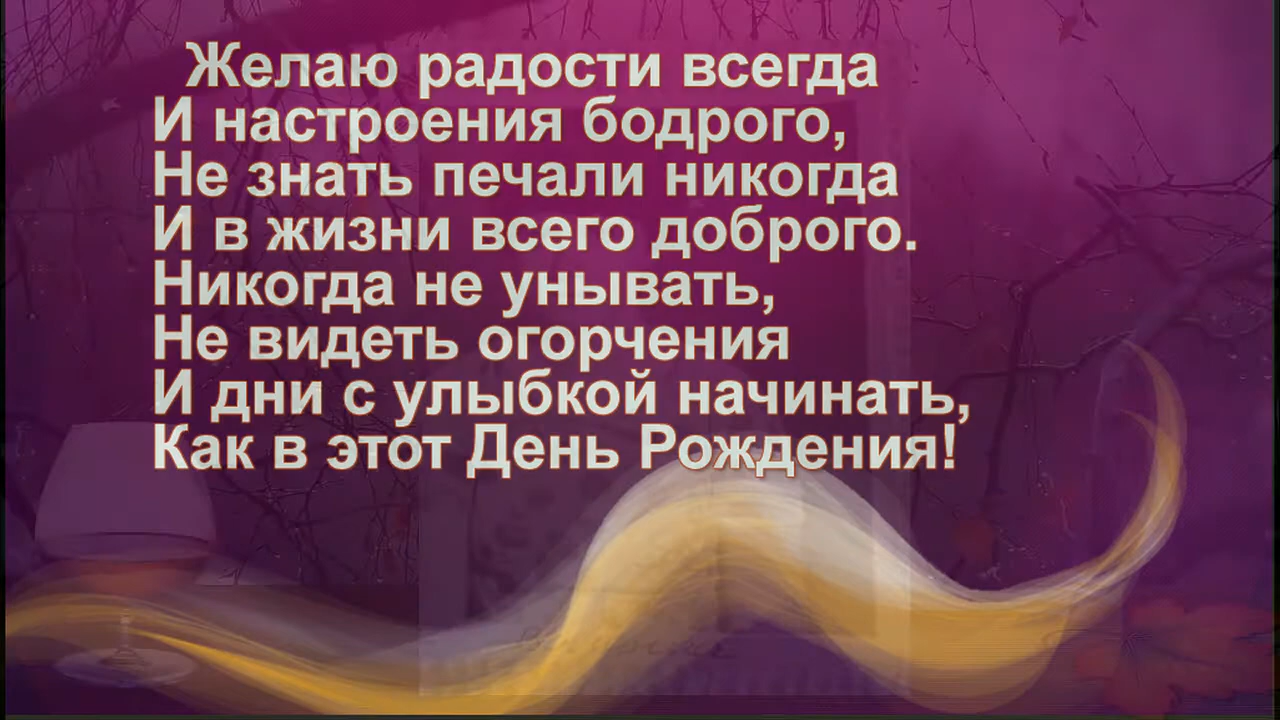 Желаю радости всегда
И настроения бодрого,
Не знать печали никогда
И в жизни всего доброго.
Никогда не унывать,
Не видеть огорчения
И дни с улыбкой начинать,
Как в этот День Рождения!